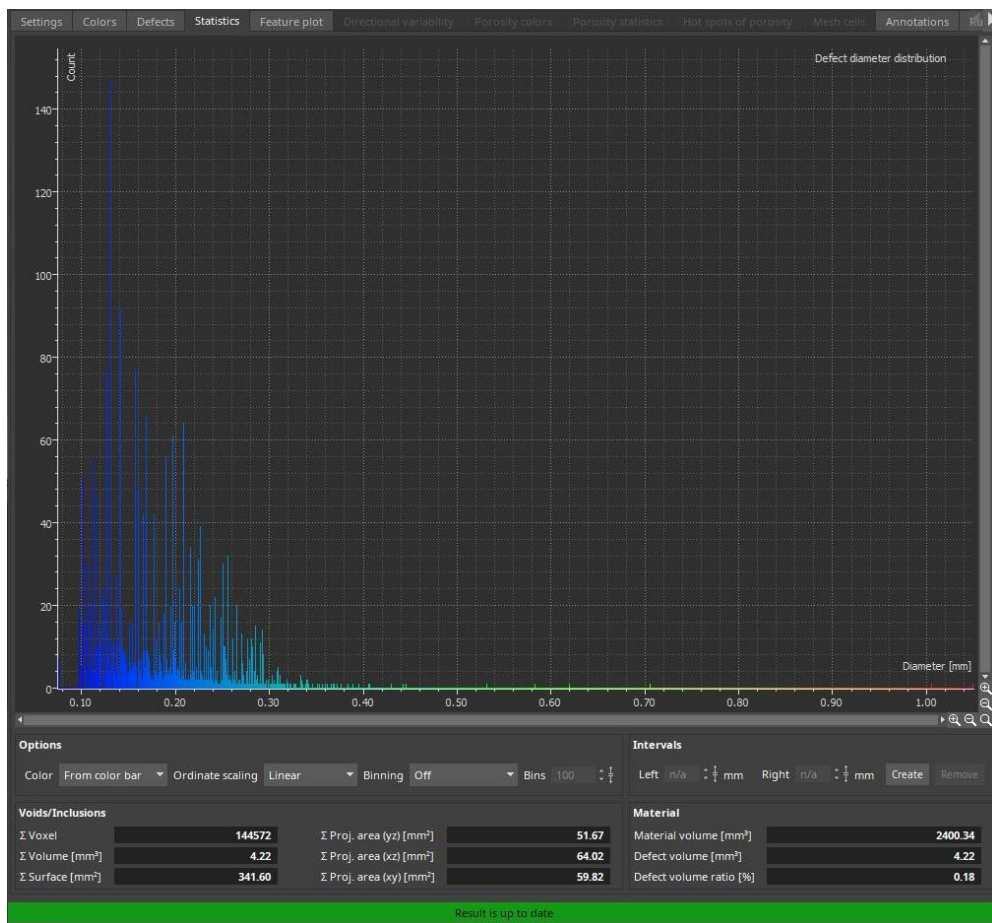 Settings Colors Defects Statistics Feature plot Directional variability Porosity colors Porosity statistics Hot spots of porosity Mesh cells Annotations
Count
Defect diameter distribution
140
120
100
80
60
40
20
0
Diameter [mm]
0.10 0.20 0.30 0.40 0.50 0.60 0.70 0.80 0.90 1.00
Options
Color From color bar Ordinate scaling Linear Binning Off Bins 100
Intervals
Left n/a mm Right n/a mm Create Remove
Voids/Inclusions
Σ Voxel 144572 Σ Proj. area (yz) [mm²] 51.67
Σ Volume [mm³] 4.22 Σ Proj. area (xz) [mm²] 64.02
Σ Surface [mm²] 341.60 Σ Proj. area (xy) [mm²] 59.82
Material
Material volume [mm³] 2400.34
Defect volume [mm³] 4.22
Defect volume ratio [%] 0.18
Result is up to date